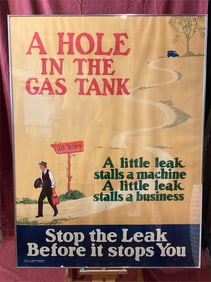 A HOLE
IN THE
GAS TANK
A little leak
stalls a machine
A little leak
stalls a business
Stop the Leak
Before it stops You